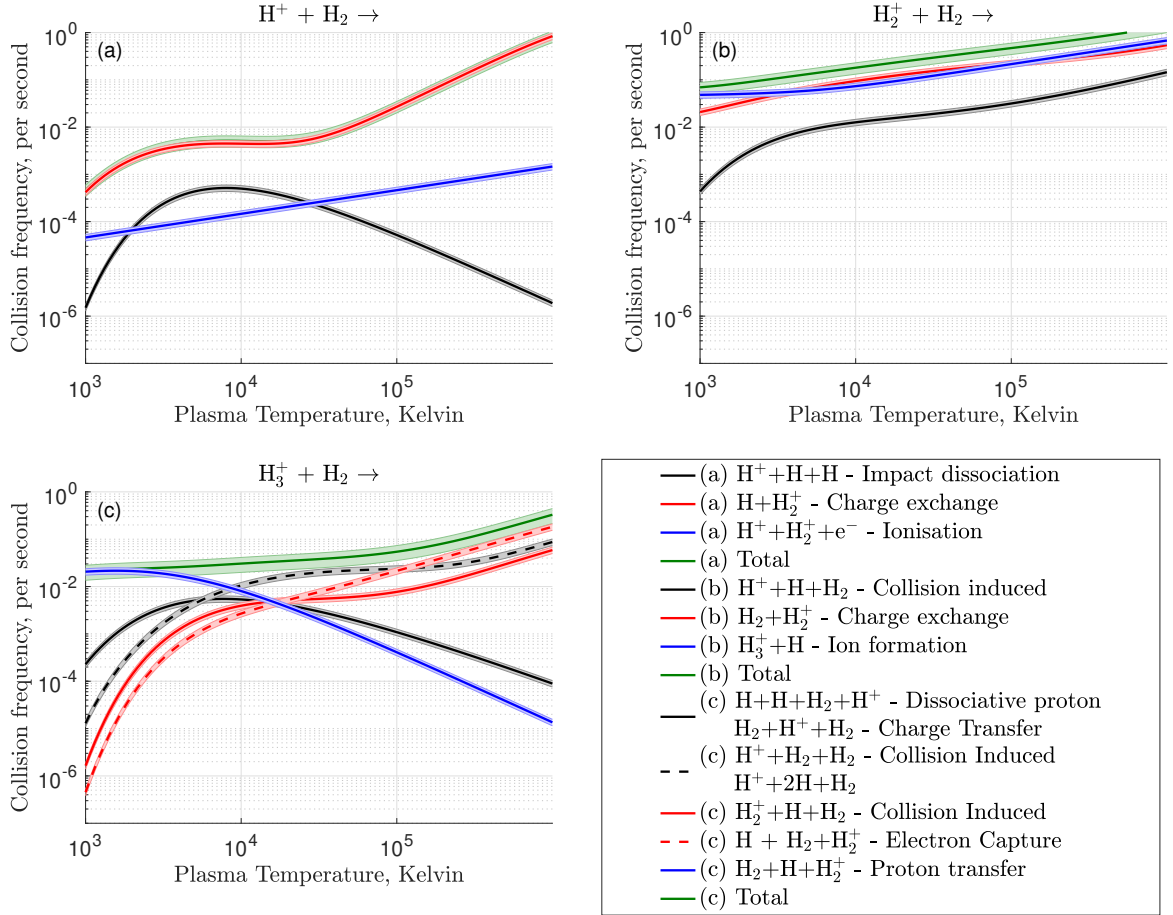 H⁺ + H₂ →
(a)
10⁰
10⁻²
10⁻⁴
10⁻⁶
Collision frequency, per second
10³ 10⁴ 10⁵
Plasma Temperature, Kelvin
H₂⁺ + H₂ →
(b)
10⁰
10⁻²
10⁻⁴
10⁻⁶
Collision frequency, per second
10³ 10⁴ 10⁵
Plasma Temperature, Kelvin
H₃⁺ + H₂ →
(c)
10⁰
10⁻²
10⁻⁴
10⁻⁶
Collision frequency, per second
10³ 10⁴ 10⁵
Plasma Temperature, Kelvin
(a) H⁺+H+H - Impact dissociation
(a) H+H₂⁺ - Charge exchange
(a) H⁺+H₂⁺+e⁻ - Ionisation
(a) Total
(b) H⁺+H+H₂ - Collision induced
(b) H₂+H₂⁺ - Charge exchange
(b) H₃⁺+H - Ion formation
(b) Total
(c) H+H+H₂+H⁺ - Dissociative proton
H₂+H⁺+H₂ - Charge Transfer
(c) H⁺+H₂+H₂ - Collision Induced
H⁺+2H+H₂
(c) H₂⁺+H+H₂ - Collision Induced
(c) H + H₂+H₂⁺ - Electron Capture
(c) H₂+H+H₂⁺ - Proton transfer
(c) Total